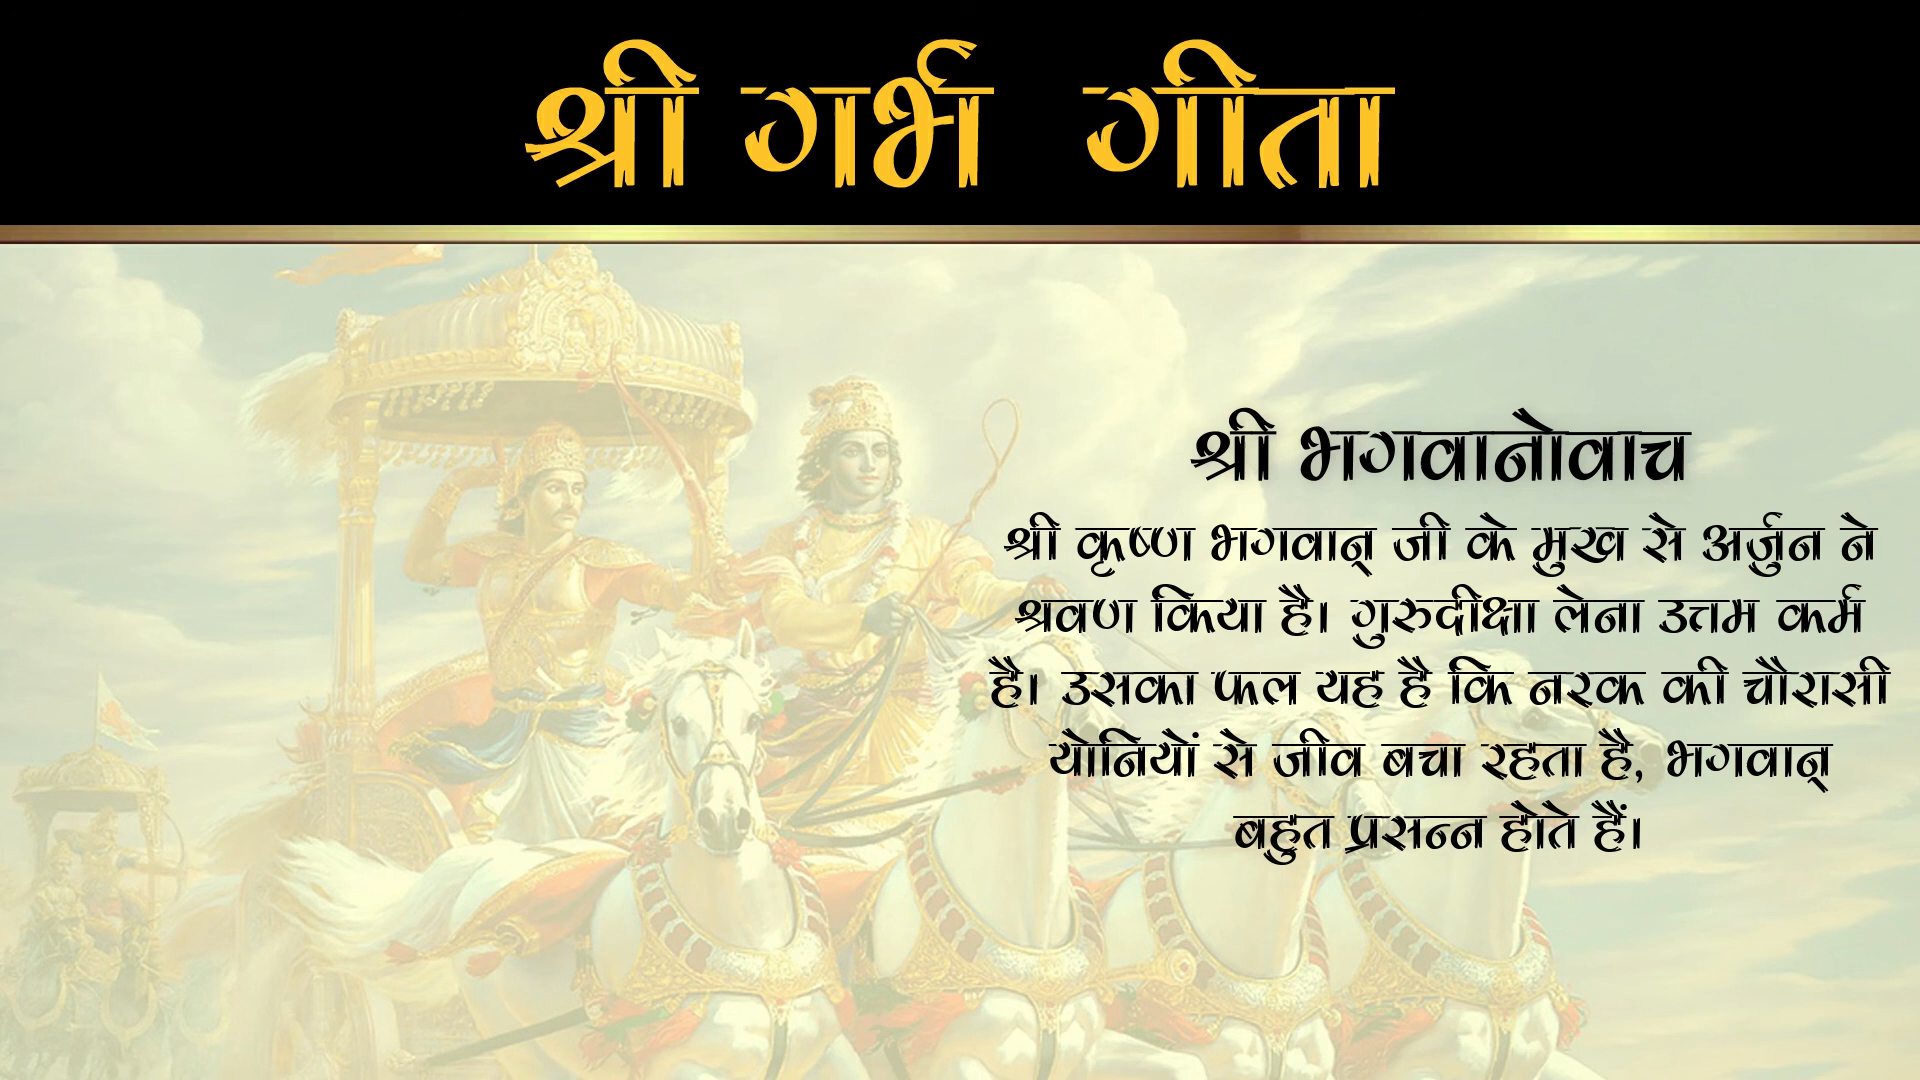 श्री गर्भ गीता
श्री भगवानोवाच
श्री कृष्ण भगवान् जी के मुख से अर्जुन ने
श्रवण किया है। गुरुदीक्षा लेना उत्तम कर्म
है। उसका फल यह है कि नरक की चौरासी
योनियों से जीव बचा रहता है, भगवान्
बहुत प्रसन्न होते हैं।